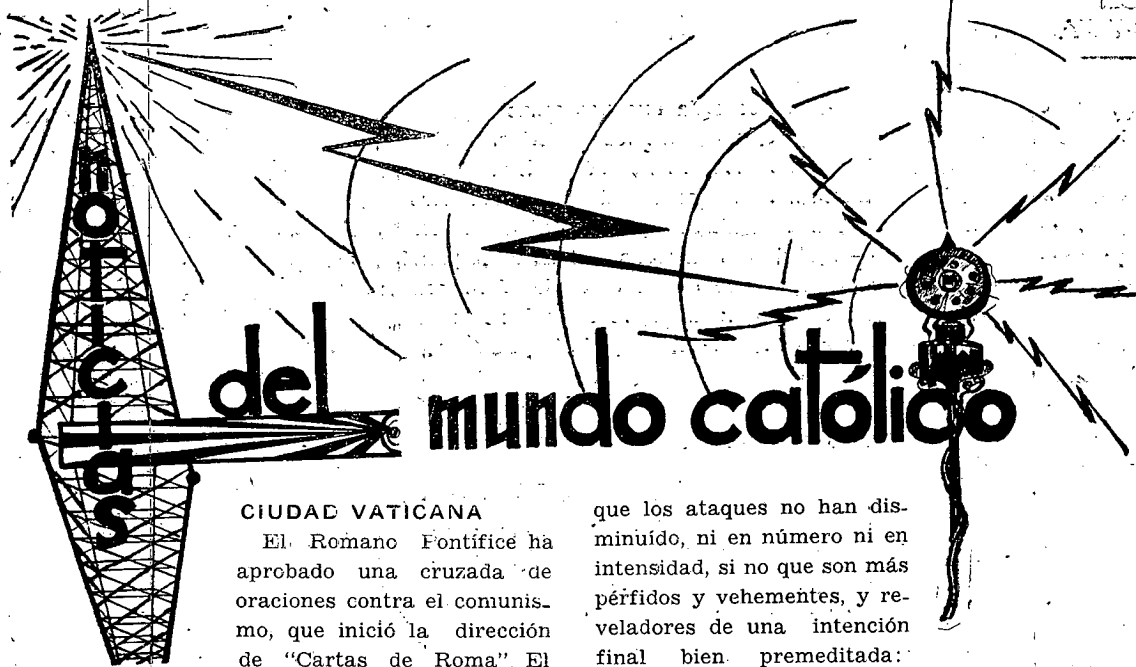 noticias
del mundo católico
CIUDAD VATICANA
El Romano Pontífice ha
aprobado una cruzada de
oraciones contra el comunis-
mo, que inició la dirección
de "Cartas de Roma" El
que los ataques no han dis-
minuído, ni en número ni en
intensidad, si no que son más
pérfidos y vehementes, y re-
veladores de una intención
final bien premeditada: